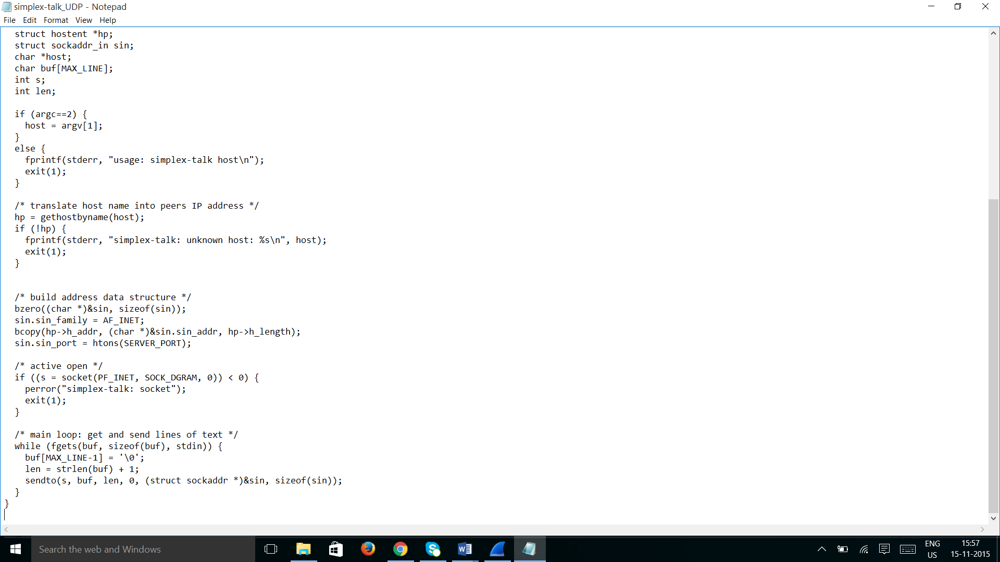 simplex-talk_UDP - Notepad
File Edit Format View Help
struct hostent *hp;
struct sockaddr_in sin;
char *host;
char buf[MAX_LINE];
int s;
int len;
if (argc==2) {
host = argv[1];
}
else {
fprintf(stderr, "usage: simplex-talk host\n");
exit(1);
}
/* translate host name into peers IP address */
hp = gethostbyname(host);
if (!hp) {
fprintf(stderr, "simplex-talk: unknown host: %s\n", host);
exit(1);
}
/* build address data structure */
bzero((char *)&sin, sizeof(sin));
sin.sin_family = AF_INET;
bcopy(hp->h_addr, (char *)&sin.sin_addr, hp->h_length);
sin.sin_port = htons(SERVER_PORT);
/* active open */
if ((s = socket(PF_INET, SOCK_DGRAM, 0)) < 0) {
perror("simplex-talk: socket");
exit(1);
}
/* main loop: get and send lines of text */
while (fgets(buf, sizeof(buf), stdin)) {
buf[MAX_LINE-1] = '\0';
len = strlen(buf) + 1;
sendto(s, buf, len, 0, (struct sockaddr *)&sin, sizeof(sin));
}
}
Search the web and Windows
ENG
US
15:57
15-11-2015